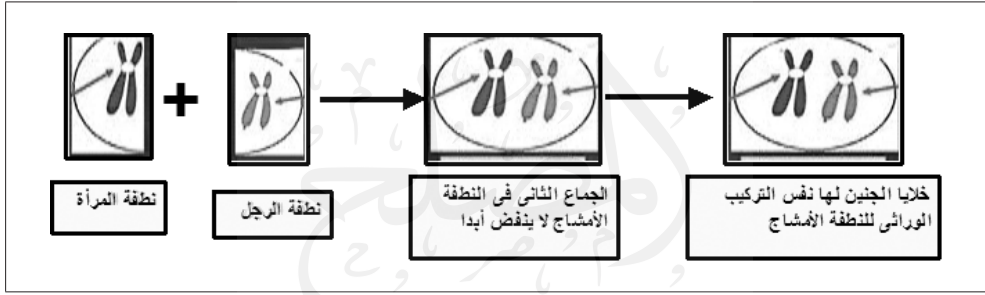 نطفة المرأة
نطفة الرجل
الجماع الثانى فى النطفة
الأمشاج لا ينفض أبدا
خلايا الجنين لها نفس التركيب
الوراثى للنطفة الأمشاج